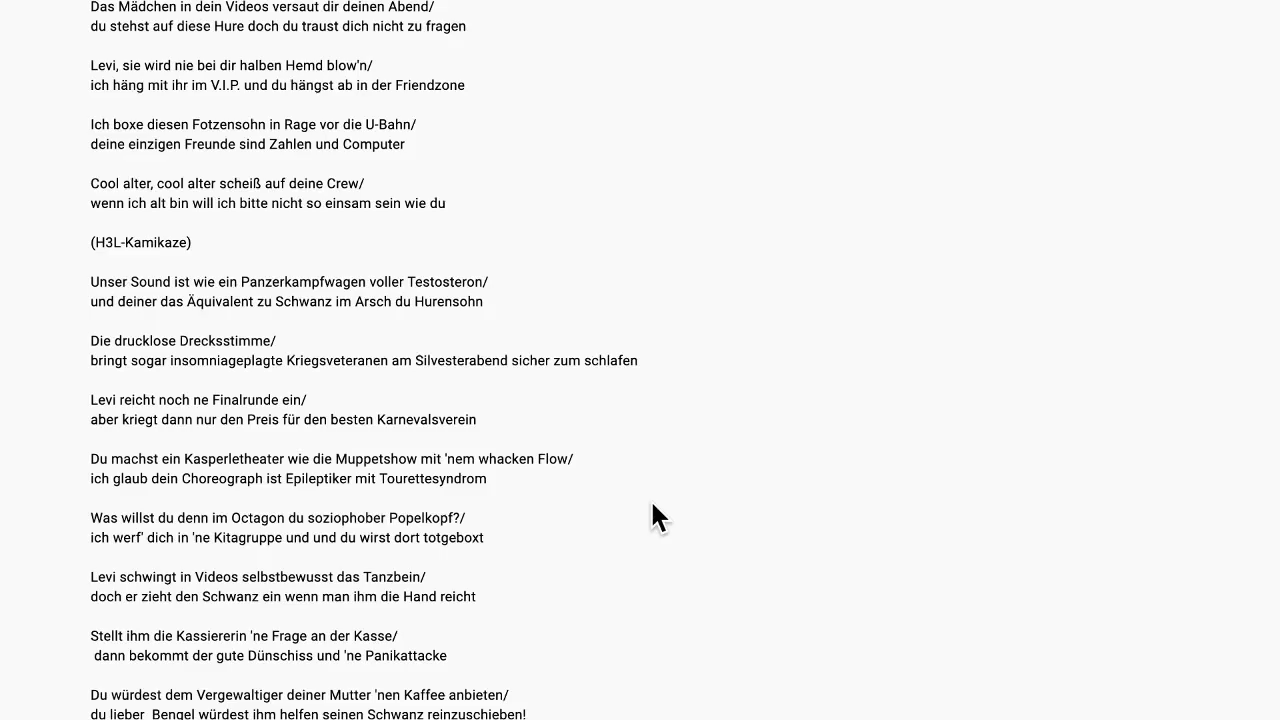 Das Mädchen in dein Videos versaut dir deinen Abend/
du stehst auf diese Hure doch du traust dich nicht zu fragen
Levi, sie wird nie bei dir halben Hemd blow'n/
ich häng mit ihr im V.I.P. und du hängst ab in der Friendzone
Ich boxe diesen Fotzensohn in Rage vor die U-Bahn/
deine einzigen Freunde sind Zahlen und Computer
Cool alter, cool alter scheiß auf deine Crew/
wenn ich alt bin will ich bitte nicht so einsam sein wie du
(H3L-Kamikaze)
Unser Sound ist wie ein Panzerkampfwagen voller Testosteron/
und deiner das Äquivalent zu Schwanz im Arsch du Hurensohn
Die drucklose Drecksstimme/
bringt sogar insomniageplagte Kriegsveteranen am Silvesterabend sicher zum schlafen
Levi reicht noch ne Finalrunde ein/
aber kriegt dann nur den Preis für den besten Karnevalsverein
Du machst ein Kasperletheater wie die Muppetshow mit 'nem whacken Flow/
ich glaub dein Choreograph ist Epileptiker mit Tourettesyndrom
Was willst du denn im Octagon du soziophober Popelkopf?/
ich werf' dich in 'ne Kitagruppe und und du wirst dort totgeboxt
Levi schwingt in Videos selbstbewusst das Tanzbein/
doch er zieht den Schwanz ein wenn man ihm die Hand reicht
Stellt ihm die Kassiererin 'ne Frage an der Kasse/
dann bekommt der gute Dünschiss und 'ne Panikattacke
Du würdest dem Vergewaltiger deiner Mutter 'nen Kaffee anbieten/
du lieber  Bengel würdest ihm helfen seinen Schwanz reinzuschieben!